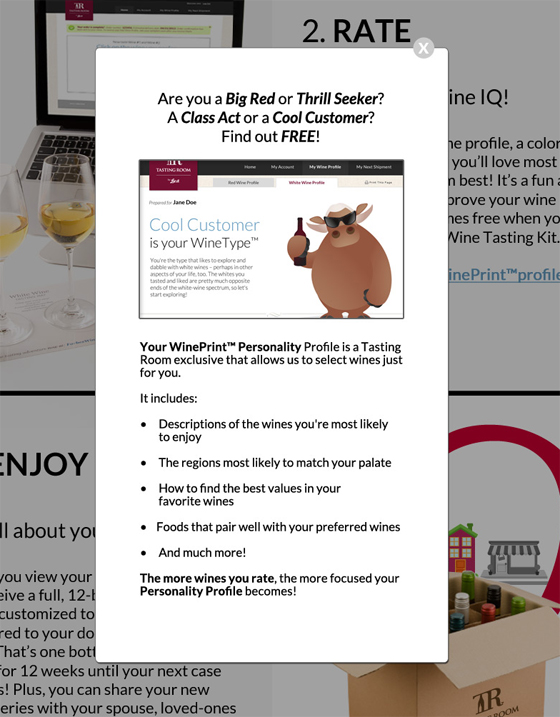 2. RATE
X
ine IQ!
Are you a Big Red or Thrill Seeker?
A Class Act or a Cool Customer?
Find out FREE!
TR
TASTING ROOM
by Lot18
Home
My Account
My Wine Profile
My Next Shipment
Red Wine Profile
White Wine Profile
Print This Page
Prepared for Jane Doe
Cool Customer
is your WineType™
You're the type that likes to explore and
dabble with white wines – perhaps in other
aspects of your life, too. The whites you
tasted and liked are pretty much opposite
ends of the white-wine spectrum, so let's
start exploring!
ne profile, a color
you'll love most
n best! It's a fun a
prove your wine
nes free when yo
Wine Tasting Kit.
inePrint™profile
Your WinePrint™ Personality Profile is a Tasting
Room exclusive that allows us to select wines just
for you.
It includes:
• Descriptions of the wines you're most likely
to enjoy
• The regions most likely to match your palate
• How to find the best values in your
favorite wines
• Foods that pair well with your preferred wines
• And much more!
The more wines you rate, the more focused your
Personality Profile becomes!
ENJOY
ll about you
you view your
eive a full, 12-b
customized to
red to your do
That's one bott
for 12 weeks until your next case
s! Plus, you can share your new
eries with your spouse, loved-ones
TR
NG ROOM